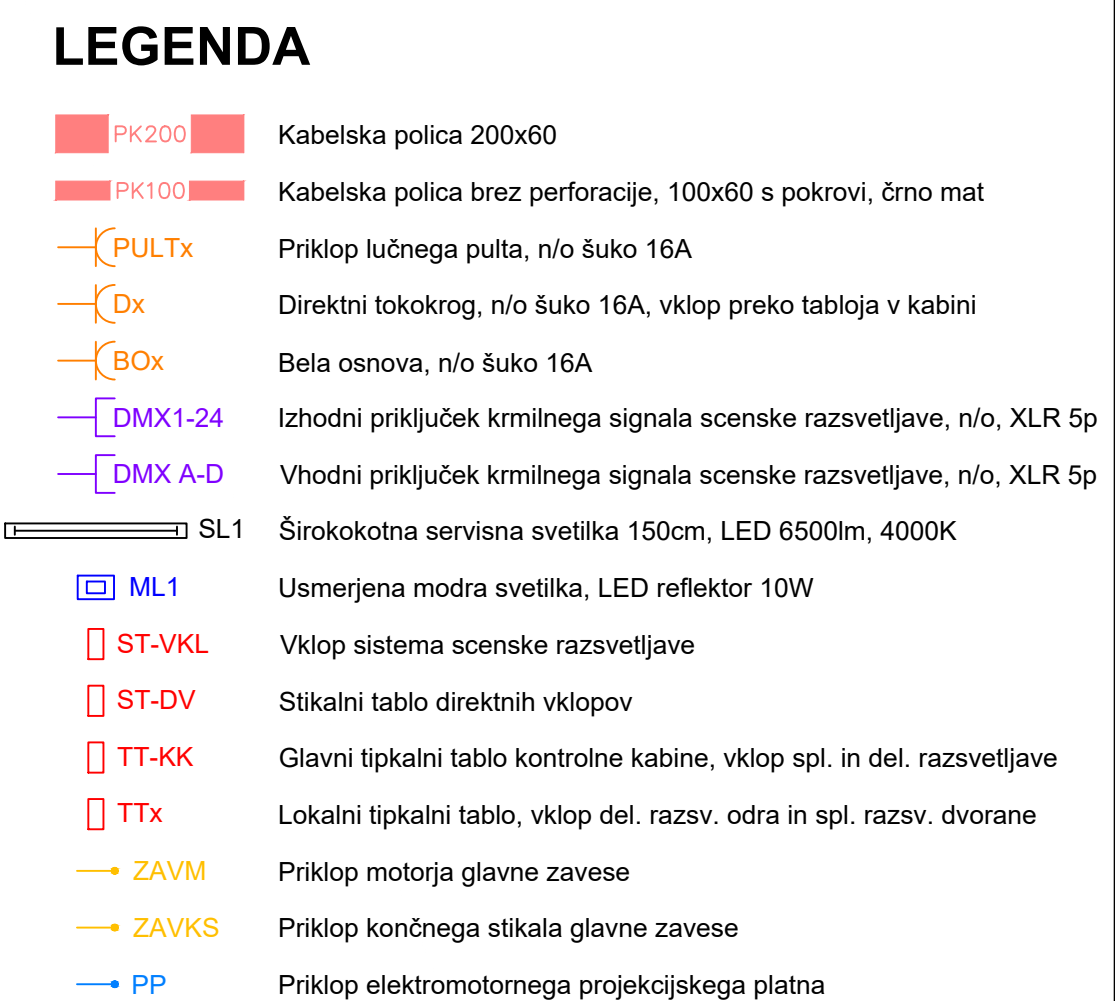 LEGENDA
PK200 Kabelska polica 200x60
PK100 Kabelska polica brez perforacije, 100x60 s pokrovi, črno mat
PULTx Priklop lučnega pulta, n/o šuko 16A
Dx Direktni tokokrog, n/o šuko 16A, vklop preko tabloja v kabini
BOx Bela osnova, n/o šuko 16A
DMX1-24 Izhodni priključek krmilnega signala scenske razsvetljave, n/o, XLR 5p
DMX A-D Vhodni priključek krmilnega signala scenske razsvetljave, n/o, XLR 5p
SL1 Širokokotna servisna svetilka 150cm, LED 6500lm, 4000K
ML1 Usmerjena modra svetilka, LED reflektor 10W
ST-VKL Vklop sistema scenske razsvetljave
ST-DV Stikalni tablo direktnih vklopov
TT-KK Glavni tipkalni tablo kontrolne kabine, vklop spl. in del. razsvetljave
TTx Lokalni tipkalni tablo, vklop del. razsv. odra in spl. razsv. dvorane
ZAVM Priklop motorja glavne zavese
ZAVKS Priklop končnega stikala glavne zavese
PP Priklop elektromotornega projekcijskega platna